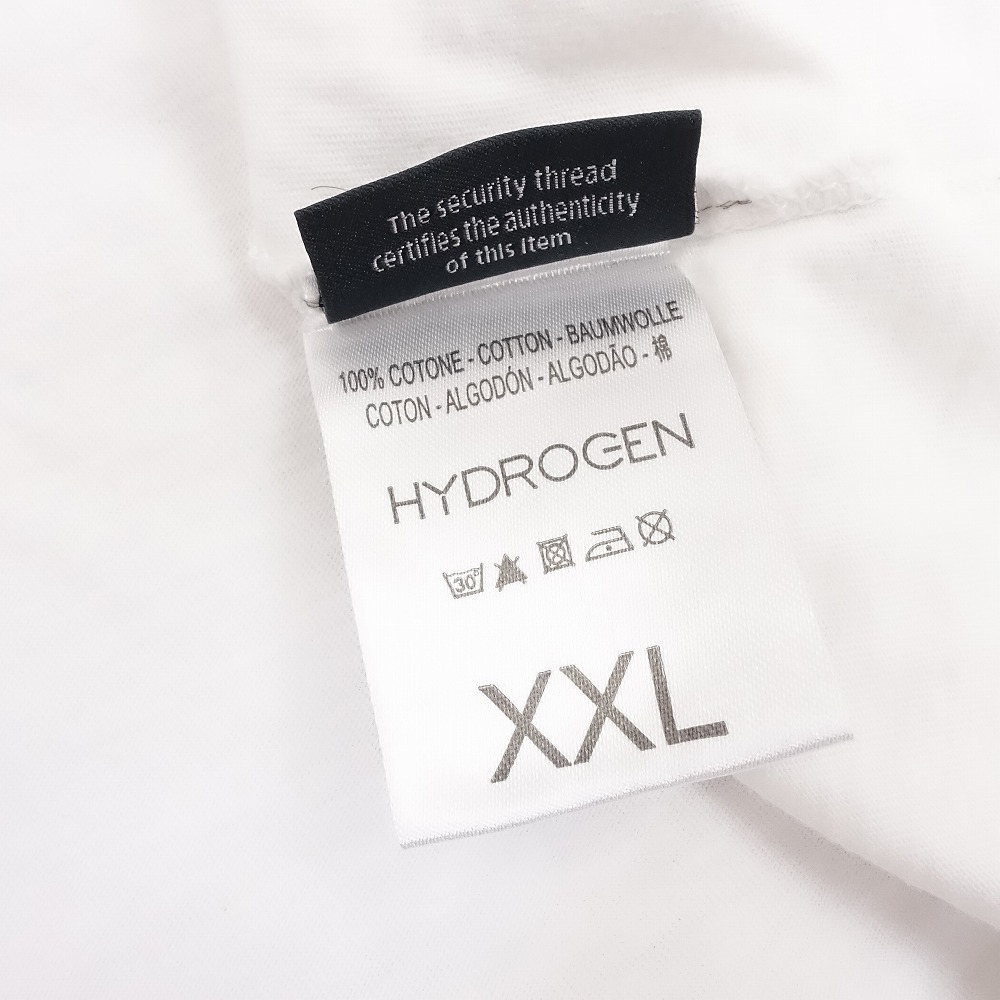 The security thread
certifies the authenticity
of this item
100% COTONE - COTTON - BAUMWOLLE
COTON - ALGODÓN - ALGODÃO - 棉
HYDROGEN
30°
XXL